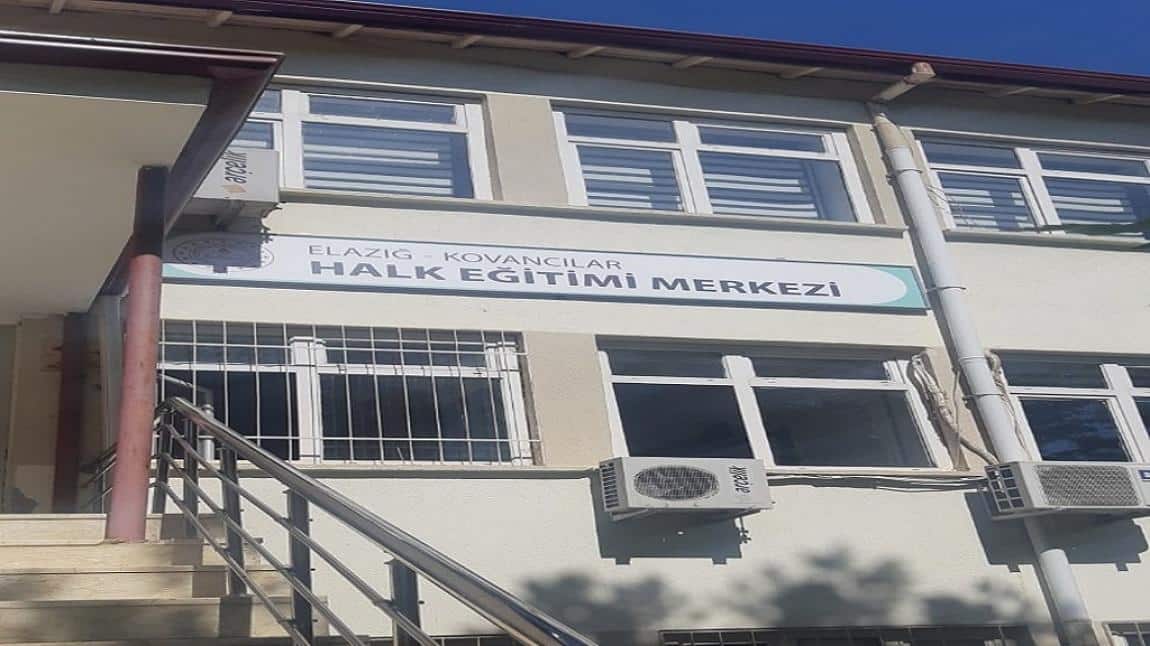 ELAZIĞ - KOVANCILAR
HALK EĞİTİMİ MERKEZİ
arçelik
arçelik